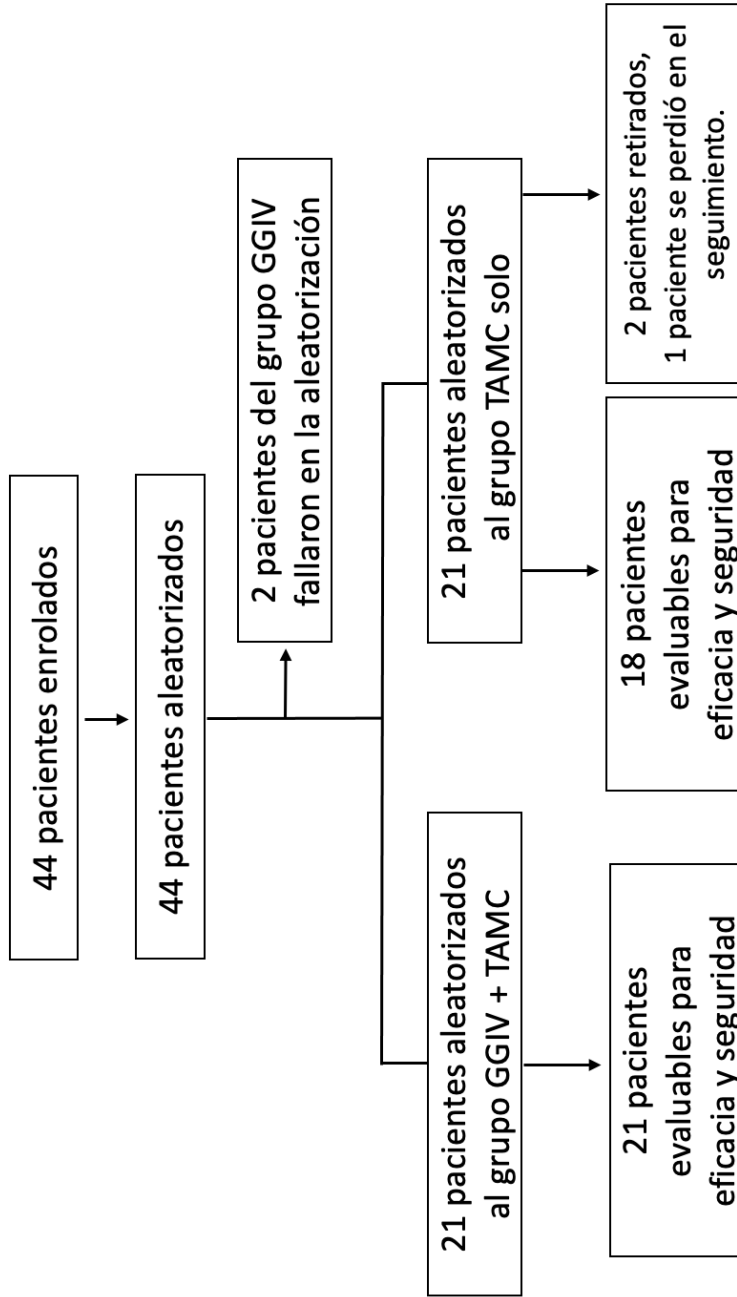 44 pacientes enrolados
44 pacientes aleatorizados
2 pacientes del grupo GGIV
fallaron en la aleatorización
21 pacientes aleatorizados
al grupo GGIV + TAMC
21 pacientes aleatorizados
al grupo TAMC solo
21 pacientes
evaluables para
eficacia y seguridad
18 pacientes
evaluables para
eficacia y seguridad
2 pacientes retirados,
1 paciente se perdió en el
seguimiento.